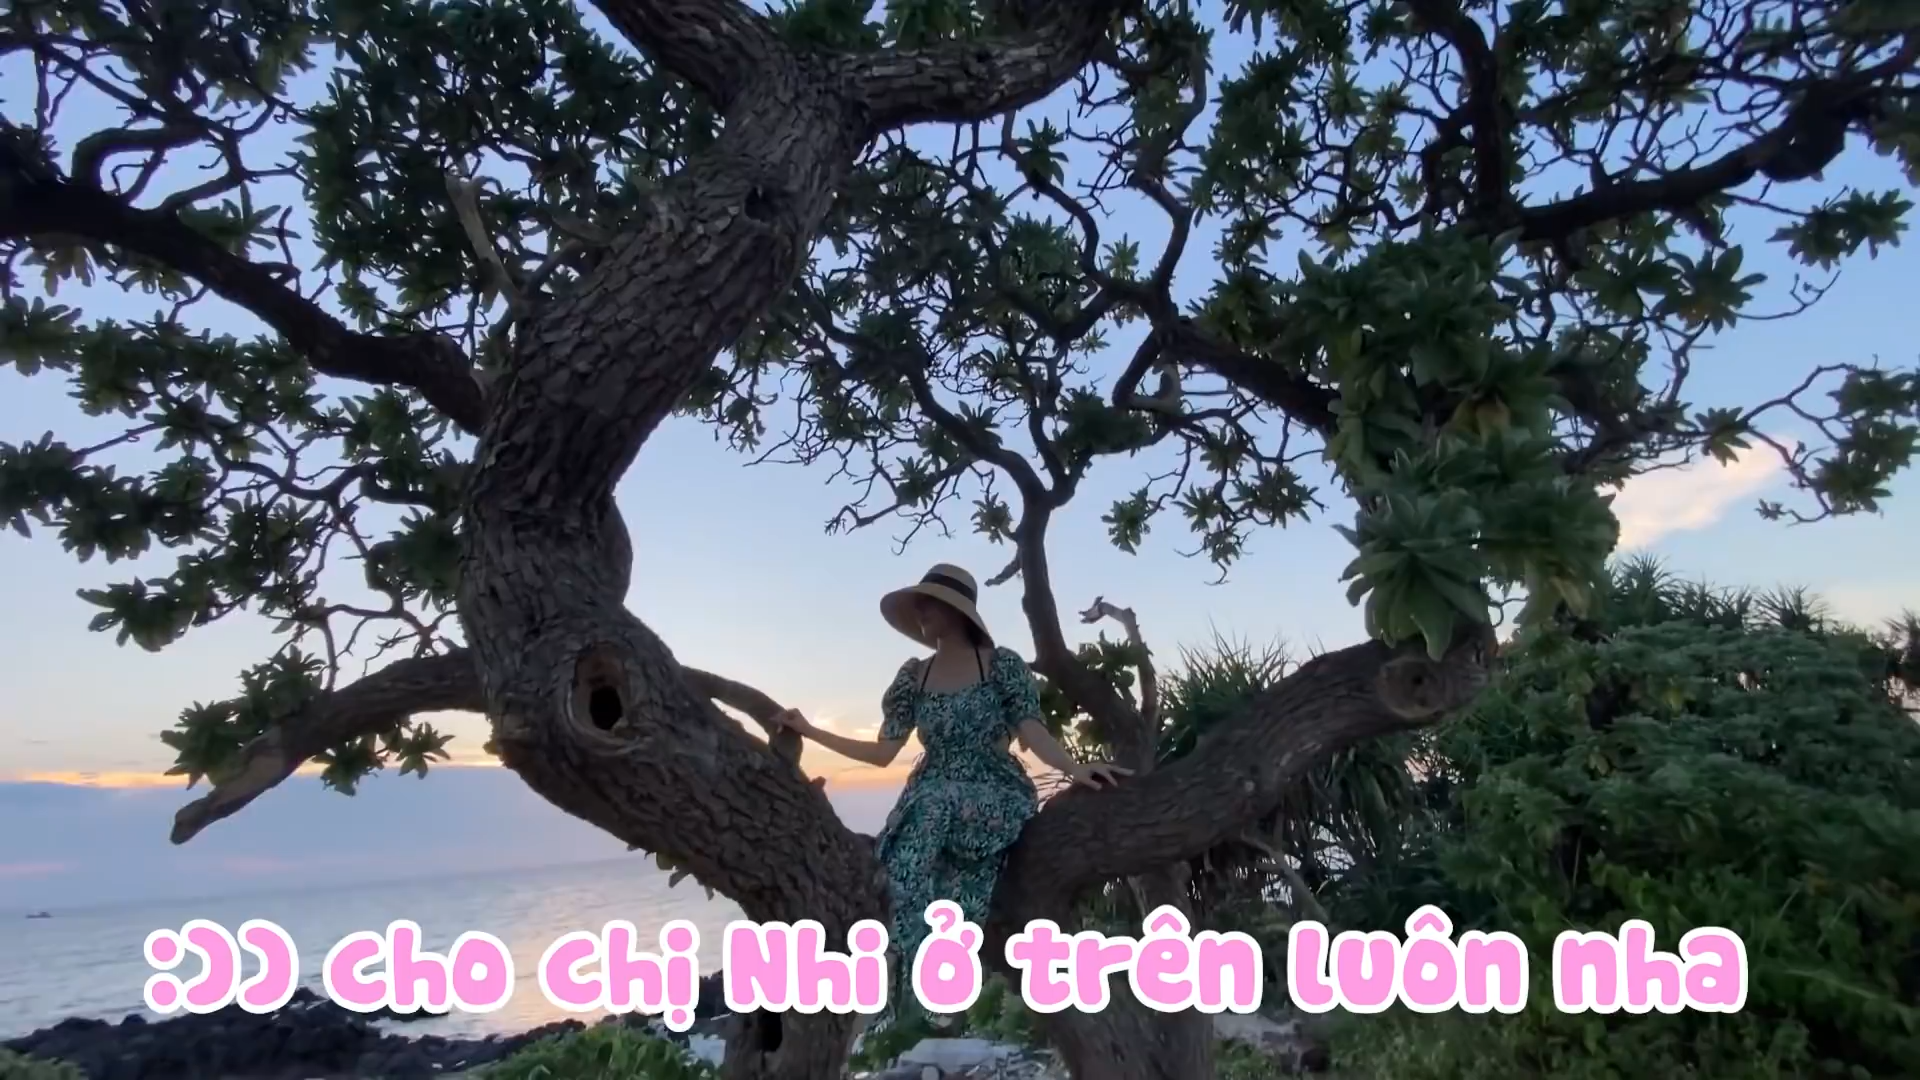 :)) cho chị Nhi ở trên luôn nha